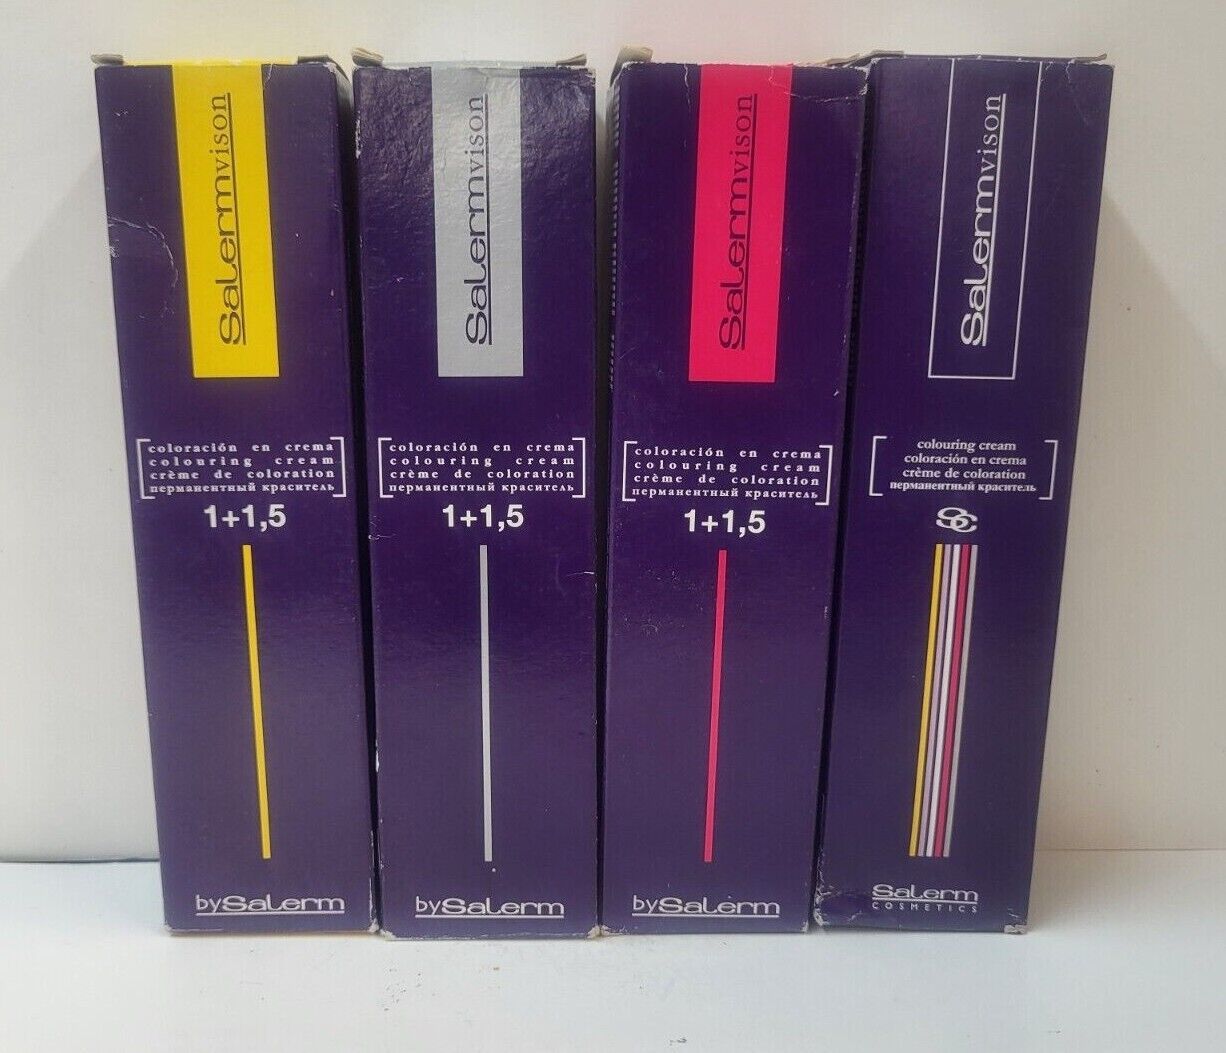 Salermvison
coloración en crema
colouring cream
crème de coloration
перманентный краситель
1+1,5
bySalerm
Salermvison
coloración en crema
colouring cream
crème de coloration
перманентный краситель
1+1,5
bySalerm
Salermvison
coloración en crema
colouring cream
crème de coloration
перманентный краситель
1+1,5
bySalerm
Salermvison
colouring cream
coloración en crema
crème de coloration
перманентный краситель
SC
Salerm
COSMETICS